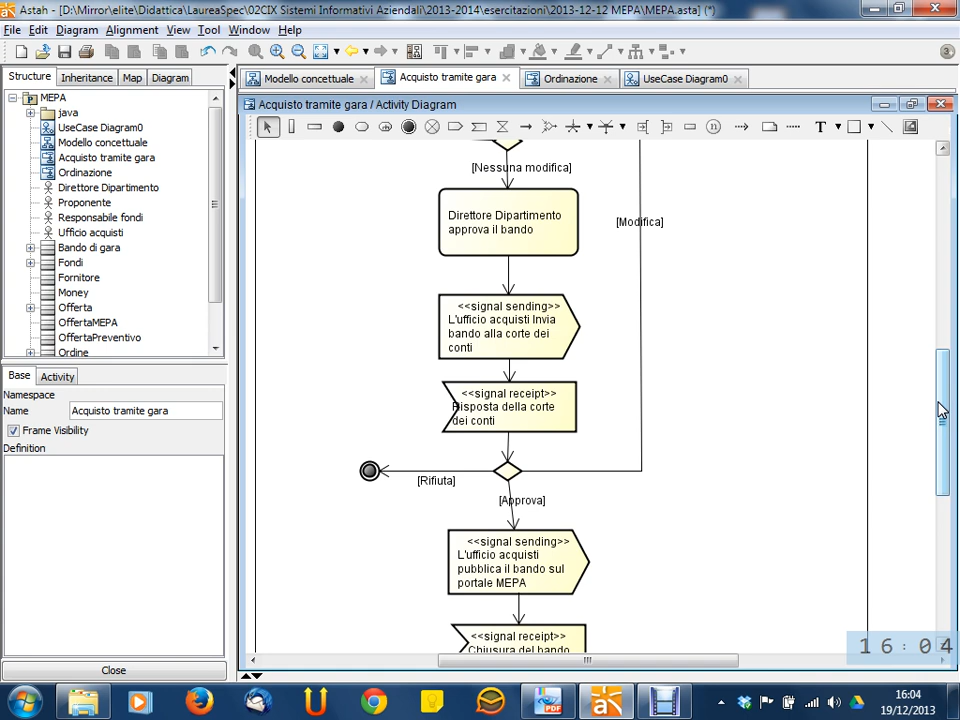 Astah - [D:\Mirror\elite\Didattica\LaureaSpec\02CIX Sistemi Informativi Aziendali\2013-2014\esercitazioni\2013-12-12 MEPA\MEPA.asta] (*)
File Edit Diagram Alignment View Tool Window Help
3
Structure Inheritance Map Diagram
Modello concettuale Acquisto tramite gara Ordinazione UseCase Diagram0
MEPA
java
UseCase Diagram0
Modello concettuale
Acquisto tramite gara
Ordinazione
Direttore Dipartimento
Proponente
Responsabile fondi
Ufficio acquisti
Bando di gara
Fondi
Fornitore
Money
Offerta
OffertaMEPA
OffertaPreventivo
Ordine
Base Activity
Namespace
Name Acquisto tramite gara
Frame Visibility
Definition
Close
Acquisto tramite gara / Activity Diagram
n T
[Nessuna modifica]
Direttore Dipartimento
approva il bando
[Modifica]
<<signal sending>>
L'ufficio acquisti Invia
bando alla corte dei
conti
<<signal receipt>>
Risposta della corte
dei conti
[Rifiuta]
[Approva]
<<signal sending>>
L'ufficio acquisti
pubblica il bando sul
portale MEPA
<<signal receipt>>
Chiusura del bando
16:04
PDF
16:04
19/12/2013